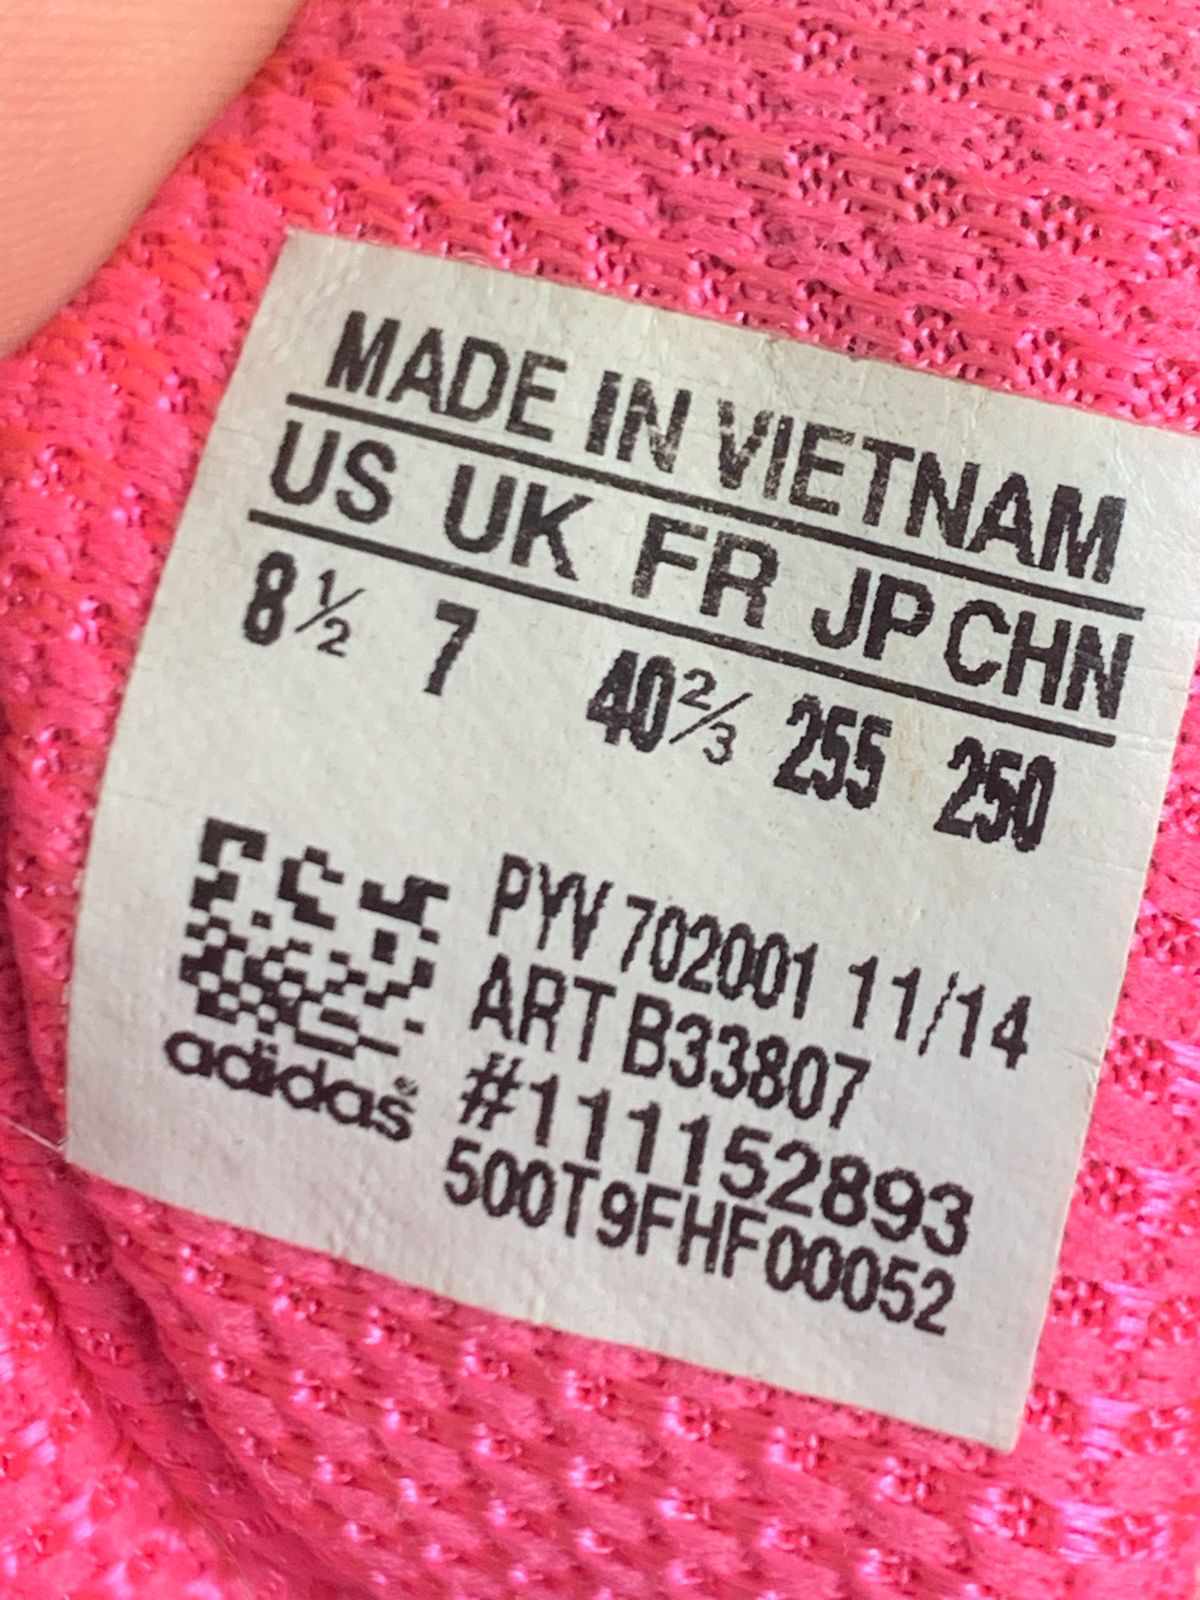 MADE IN VIETNAM
US UK FR JP CHN
8½ 7 40⅔ 255 250
PYV 702001 11/14
ART B33807
#111152893
500T9FHF00052
adidas